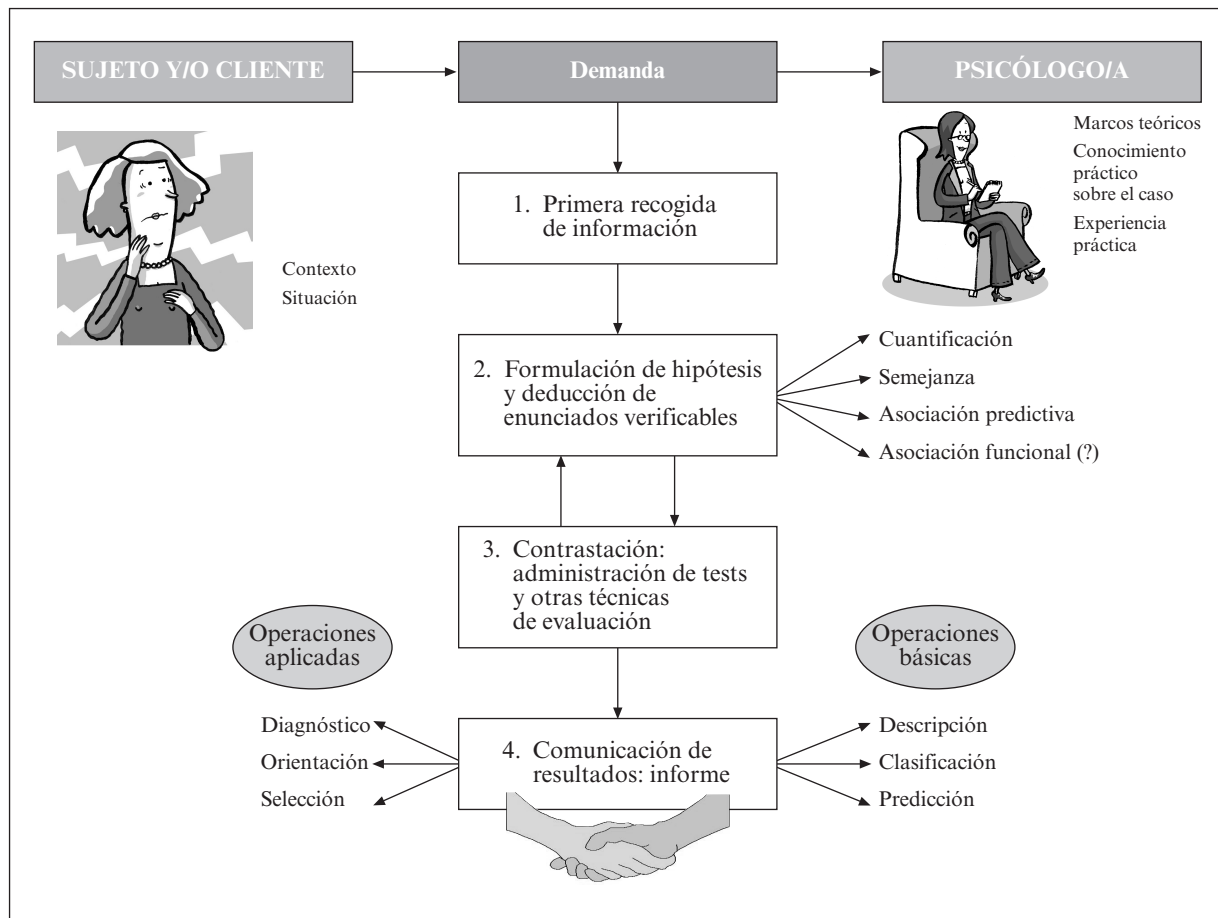 SUJETO Y/O CLIENTE
Demanda
PSICÓLOGO/A
Marcos teóricos
Conocimiento
práctico
sobre el caso
Experiencia
práctica
Contexto
Situación
1. Primera recogida
de información
2. Formulación de hipótesis
y deducción de
enunciados verificables
Cuantificación
Semejanza
Asociación predictiva
Asociación funcional (?)
3. Contrastación:
administración de tests
y otras técnicas
de evaluación
Operaciones
aplicadas
Operaciones
básicas
Diagnóstico
Orientación
Selección
4. Comunicación de
resultados: informe
Descripción
Clasificación
Predicción